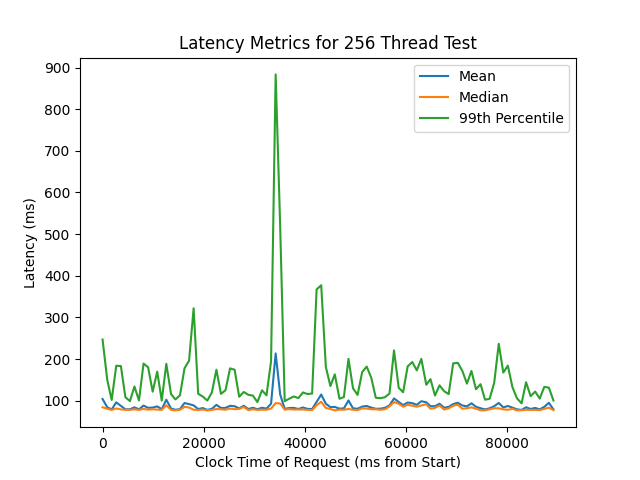 Latency Metrics for 256 Thread Test
Mean
Median
99th Percentile
Latency (ms)
900
800
700
600
500
400
300
200
100
0 20000 40000 60000 80000
Clock Time of Request (ms from Start)